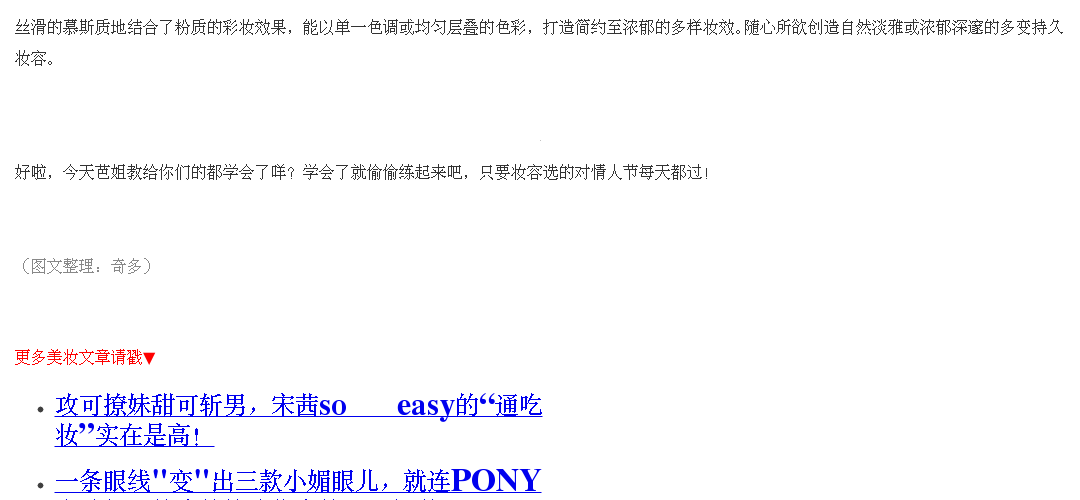 丝滑的慕斯质地结合了粉质的彩妆效果，能以单一色调或均匀层叠的色彩，打造简约至浓郁的多样妆效。随心所欲创造自然淡雅或浓郁深邃的多变持久
妆容。
好啦，今天芭姐教给你们的都学会了咩？学会了就偷偷练起来吧，只要妆容选的对情人节每天都过！
（图文整理：奇多）
更多美妆文章请戳▼
• 攻可撩妹甜可斩男，宋茜so easy的“通吃
妆”实在是高！
• 一条眼线"变"出三款小媚眼儿，就连PONY